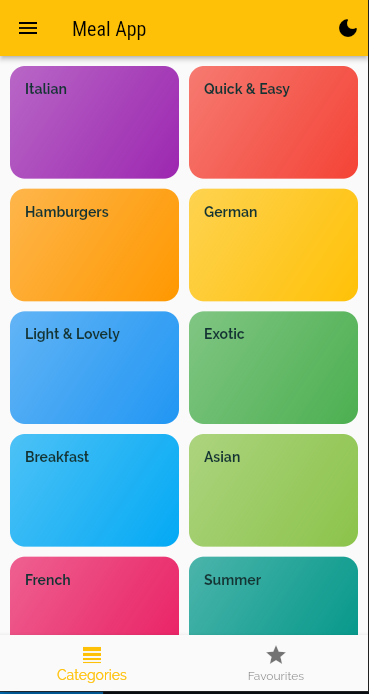 Meal App
Italian
Quick & Easy
Hamburgers
German
Light & Lovely
Exotic
Breakfast
Asian
French
Summer
Categories
Favourites